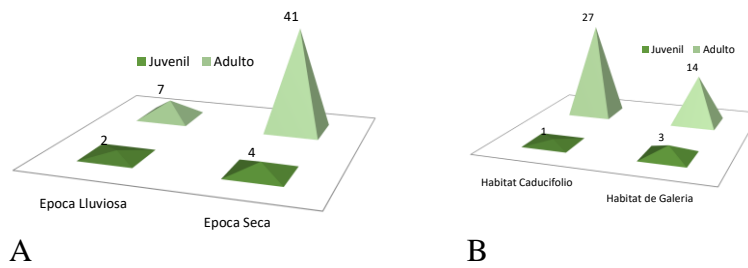 41
Juvenil Adulto
7
2
4
Epoca Lluviosa
Epoca Seca
A
27
Juvenil Adulto
14
1
3
Habitat Caducifolio
Habitat de Galeria
B